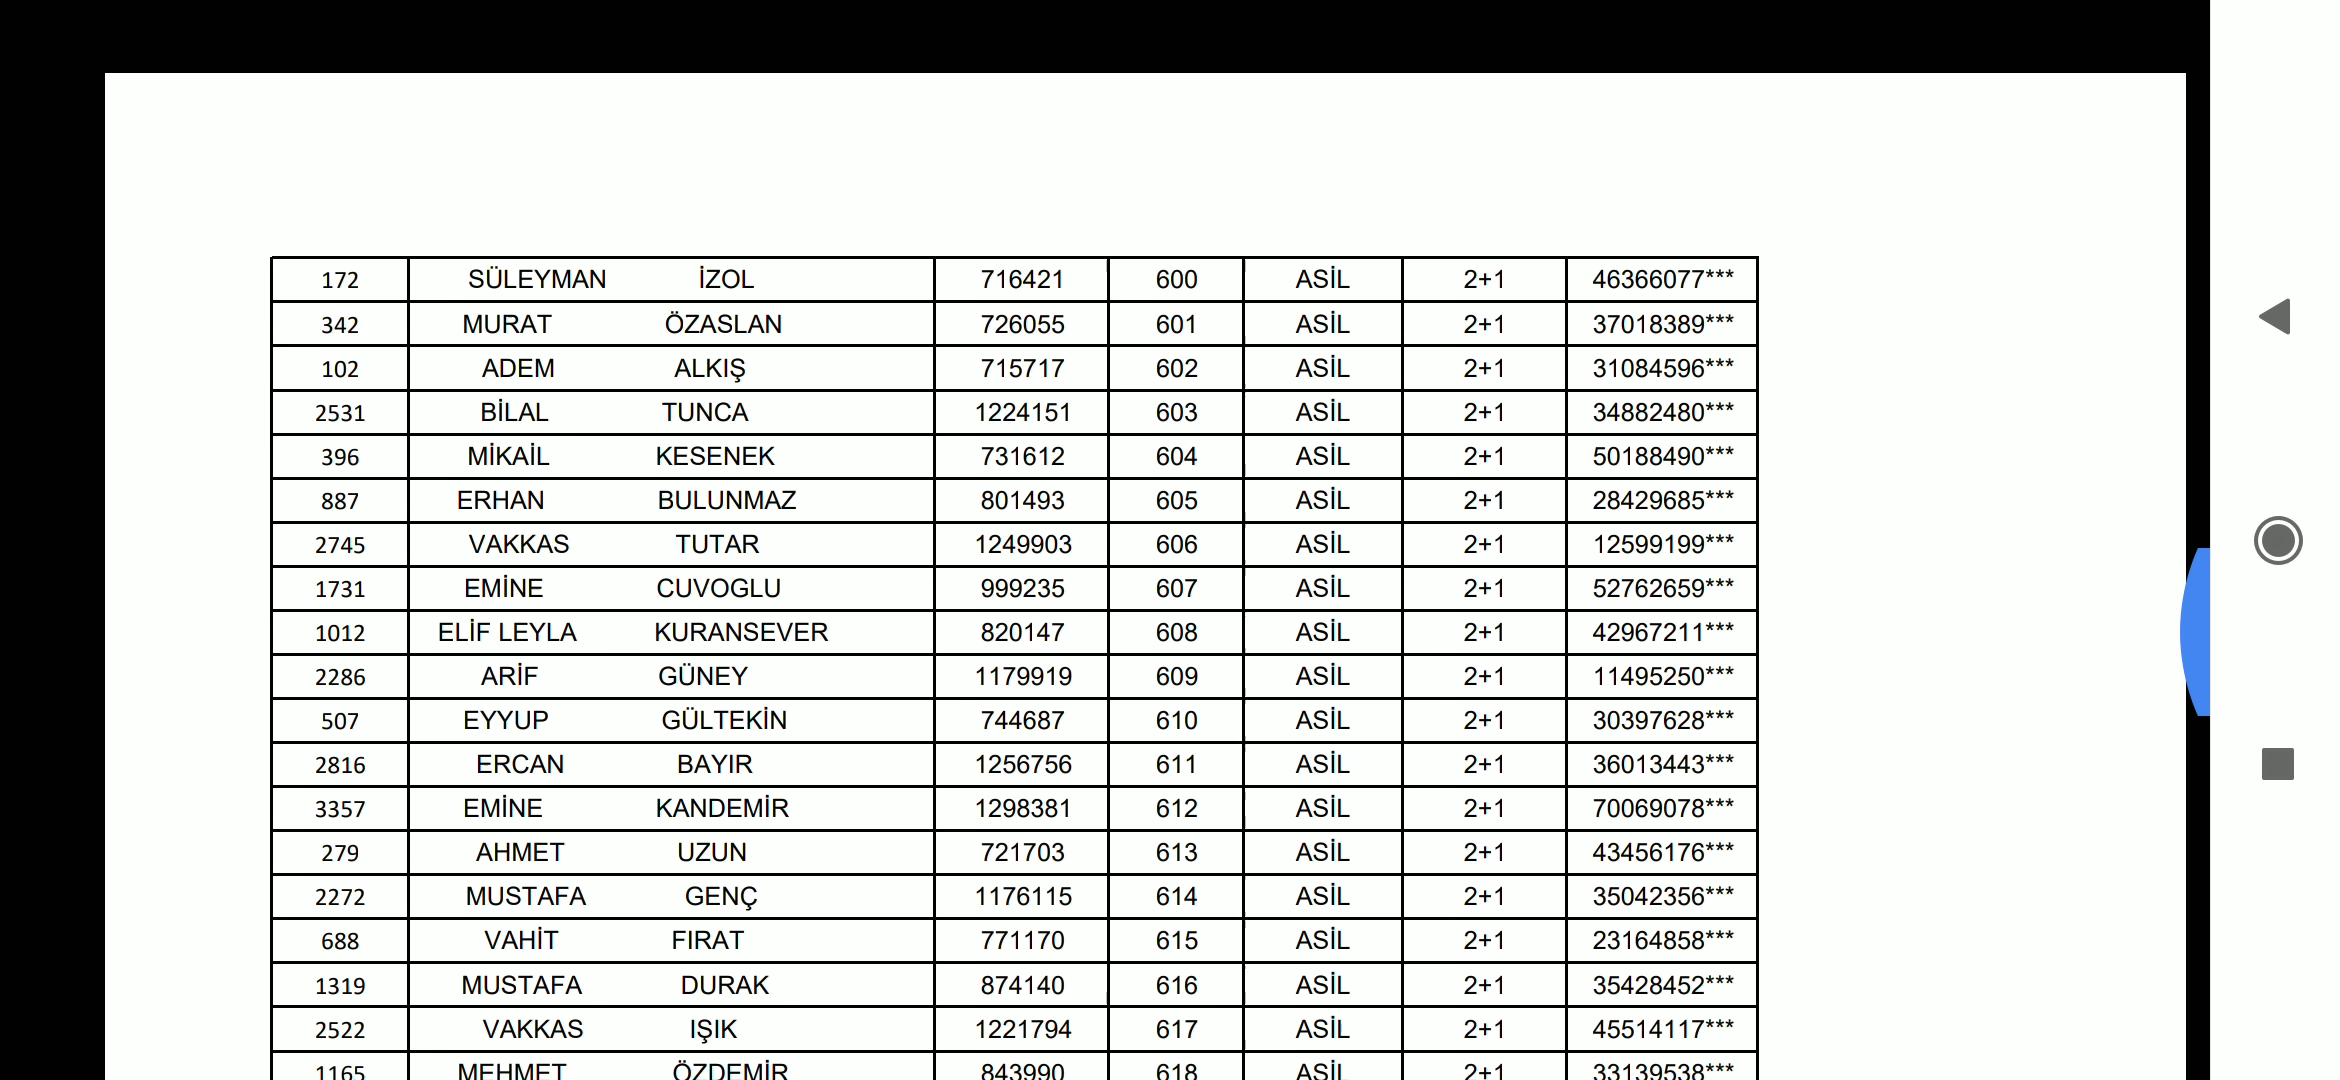 172 SÜLEYMAN İZOL 716421 600 ASİL 2+1 46366077***
342 MURAT ÖZASLAN 726055 601 ASİL 2+1 37018389***
102 ADEM ALKIŞ 715717 602 ASİL 2+1 31084596***
2531 BİLAL TUNCA 1224151 603 ASİL 2+1 34882480***
396 MİKAİL KESENEK 731612 604 ASİL 2+1 50188490***
887 ERHAN BULUNMAZ 801493 605 ASİL 2+1 28429685***
2745 VAKKAS TUTAR 1249903 606 ASİL 2+1 12599199***
1731 EMİNE CUVOGLU 999235 607 ASİL 2+1 52762659***
1012 ELİF LEYLA KURANSEVER 820147 608 ASİL 2+1 42967211***
2286 ARİF GÜNEY 1179919 609 ASİL 2+1 11495250***
507 EYYUP GÜLTEKİN 744687 610 ASİL 2+1 30397628***
2816 ERCAN BAYIR 1256756 611 ASİL 2+1 36013443***
3357 EMİNE KANDEMİR 1298381 612 ASİL 2+1 70069078***
279 AHMET UZUN 721703 613 ASİL 2+1 43456176***
2272 MUSTAFA GENÇ 1176115 614 ASİL 2+1 35042356***
688 VAHİT FIRAT 771170 615 ASİL 2+1 23164858***
1319 MUSTAFA DURAK 874140 616 ASİL 2+1 35428452***
2522 VAKKAS IŞIK 1221794 617 ASİL 2+1 45514117***
1165 MEHMET ÖZDEMİR 843990 618 ASİL 2+1 33139538***